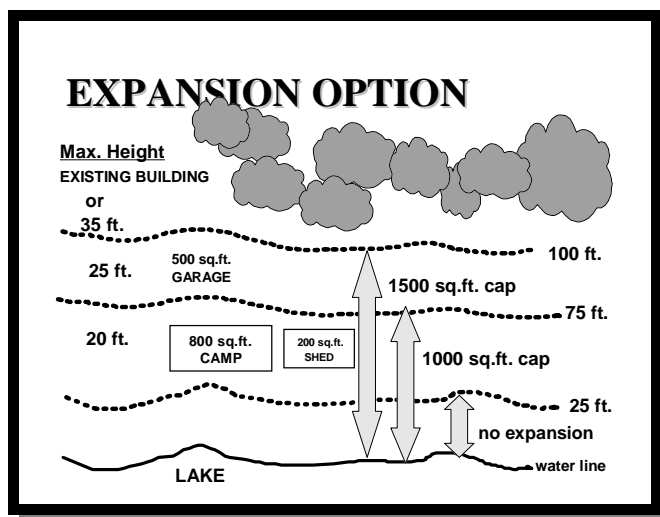 EXPANSION OPTION
Max. Height
EXISTING BUILDING
or
35 ft.
100 ft.
25 ft.
500 sq.ft.
GARAGE
1500 sq.ft. cap
75 ft.
20 ft.
800 sq.ft.
CAMP
200 sq.ft.
SHED
1000 sq.ft. cap
25 ft.
no expansion
water line
LAKE